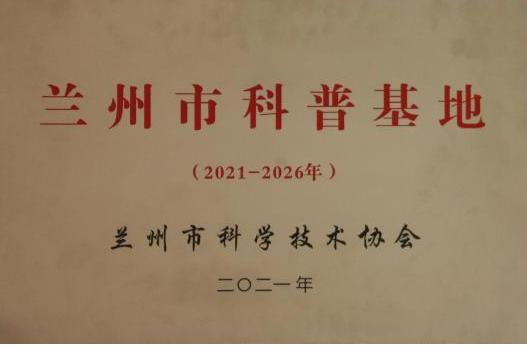 兰州市科普基地
（2021-2026年）
兰州市科学技术协会
二〇二一年